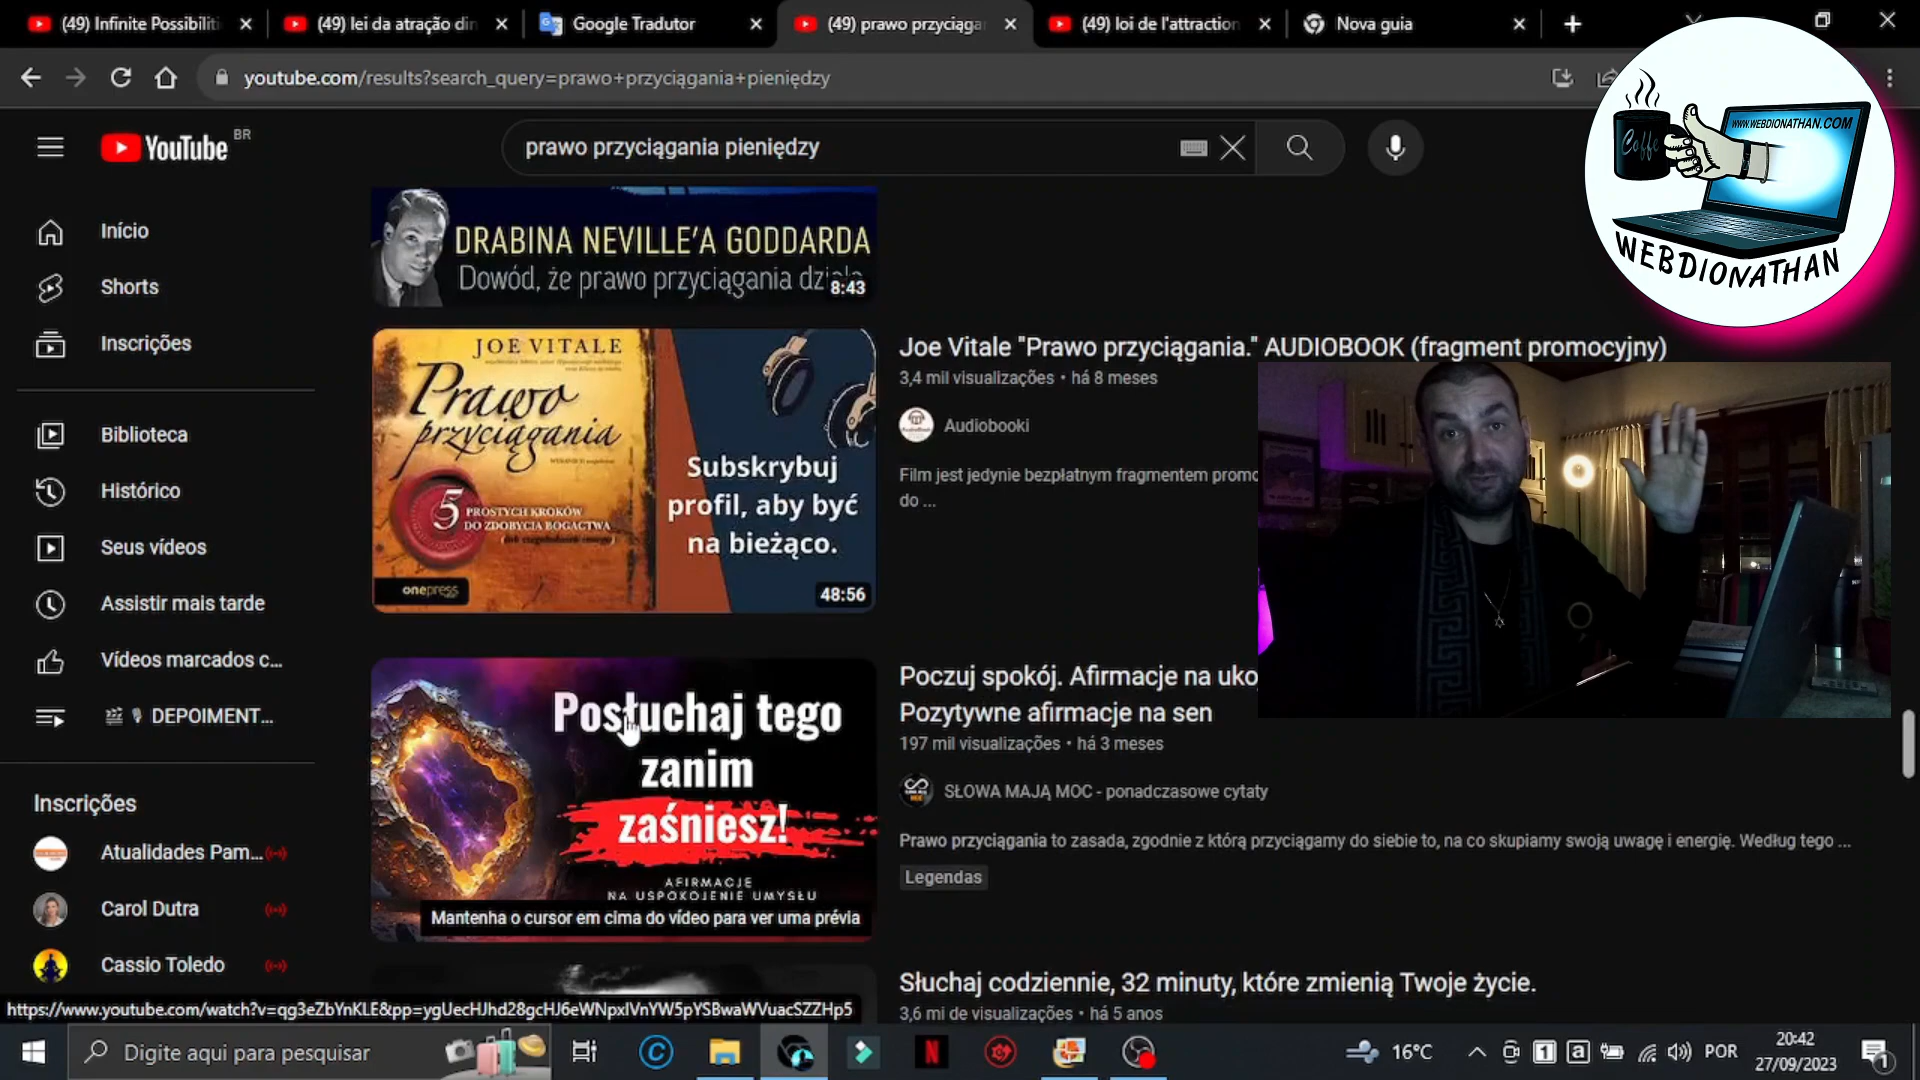 (49) Infinite Possibiliti
(49) lei da atração din
Google Tradutor
(49) prawo przyciąga
(49) loi de l'attraction
Nova guia
youtube.com/results?search_query=prawo+przyciągania+pieniędzy
YouTube
BR
prawo przyciągania pieniędzy
WWW.WEBDIONATHAN.COM
Coffe
WEBDIONATHAN
Início
Shorts
Inscrições
Biblioteca
Histórico
Seus vídeos
Assistir mais tarde
Vídeos marcados c...
DEPOIMENT...
Inscrições
Atualidades Pam...
Carol Dutra
Cassio Toledo
DRABINA NEVILLE'A GODDARDA
Dowód, że prawo przyciągania działa
8:43
JOE VITALE
Prawo
przyciągania
5 PROSTYCH KROKÓW
DO ZDOBYCIA BOGACTWA
onepress
Subskrybuj
profil, aby być
na bieżąco.
48:56
Joe Vitale "Prawo przyciągania." AUDIOBOOK (fragment promocyjny)
3,4 mil visualizações • há 8 meses
Audiobooki
Film jest jedynie bezpłatnym fragmentem promo
do ...
Posłuchaj tego
zanim
zaśniesz!
AFIRMACJE
NA USPOKOJENIE UMYSŁU
Mantenha o cursor em cima do vídeo para ver uma prévia
Poczuj spokój. Afirmacje na uko
Pozytywne afirmacje na sen
197 mil visualizações • há 3 meses
SŁOWA MAJĄ MOC - ponadczasowe cytaty
Prawo przyciągania to zasada, zgodnie z którą przyciągamy do siebie to, na co skupiamy swoją uwagę i energię. Według tego ...
Legendas
Słuchaj codziennie, 32 minuty, które zmienią Twoje życie.
3,6 mi de visualizações • há 5 anos
https://www.youtube.com/watch?v=qg3eZbYnKLE&pp=ygUecHJhd28gcHJ6eWNpxIVnYW5pYSBwaWVuacSZZHp5
Digite aqui para pesquisar
16°C
POR
20:42
27/09/2023
1